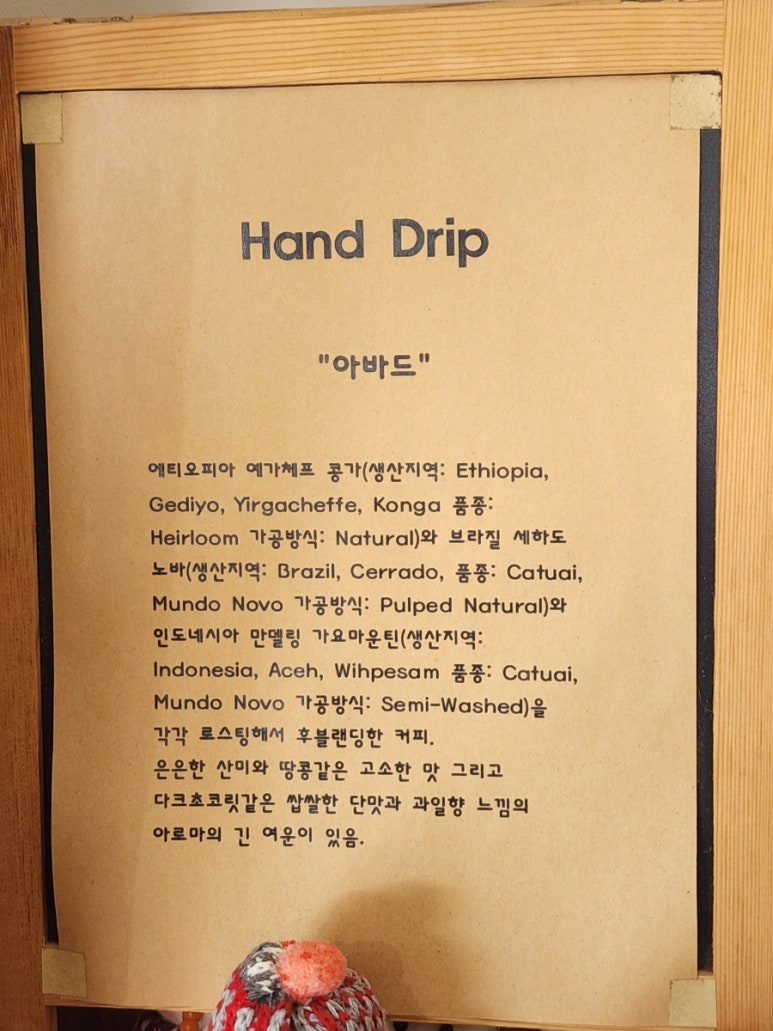 Hand Drip
"아바드"
에티오피아 예가체프 콩가(생산지역: Ethiopia,
Gediyo, Yirgacheffe, Konga 품종:
Heirloom 가공방식: Natural)와 브라질 세하도
노바(생산지역: Brazil, Cerrado, 품종: Catuai,
Mundo Novo 가공방식: Pulped Natural)와
인도네시아 만델링 가요마운틴(생산지역:
Indonesia, Aceh, Wihpesam 품종: Catuai,
Mundo Novo 가공방식: Semi-Washed)을
각각 로스팅해서 후블랜딩한 커피.
은은한 산미와 땅콩같은 고소한 맛 그리고
다크초코릿같은 쌉쌀한 단맛과 과일향 느낌의
아로마의 긴 여운이 있음.